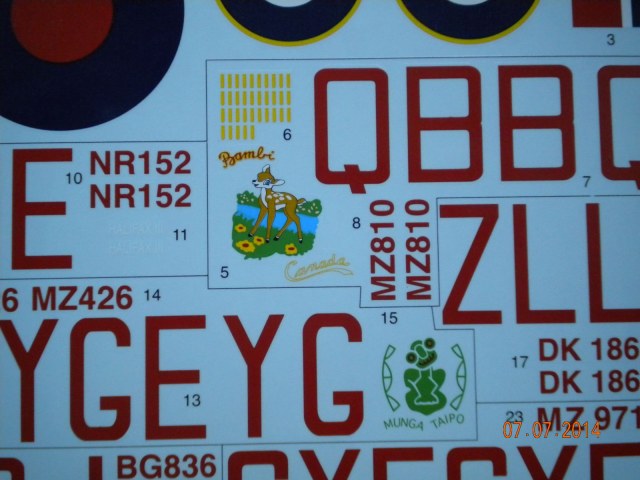 3
6
QBBQ
7
Bambi
E
10
NR152
NR152
11
5
Canada
8
MZ810
MZ810
ZLL
6 MZ426
14
15
YGEYG
13
MUNGA TAIPO
17
DK 186
DK 186
23
MZ 971
BG836
07.07.2014